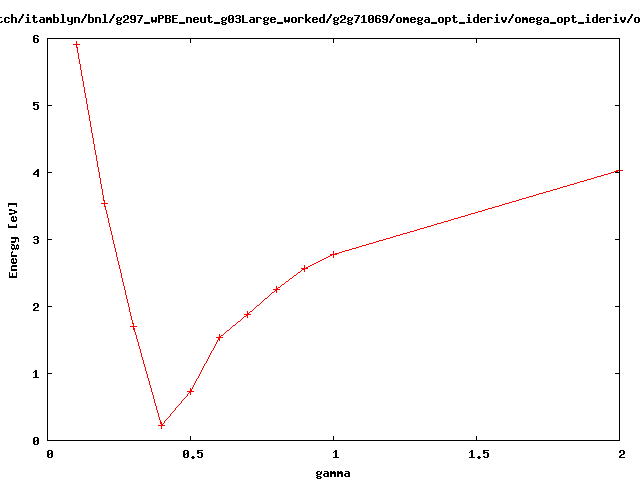 tch/itamblyn/bnl/g297_wPBE_neut_g03Large_worked/g2g71069/omega_opt_ideriv/omega_opt_ideriv/o
6
5
4
3
2
1
0
Energy [eV]
0 0.5 1 1.5 2
gamma